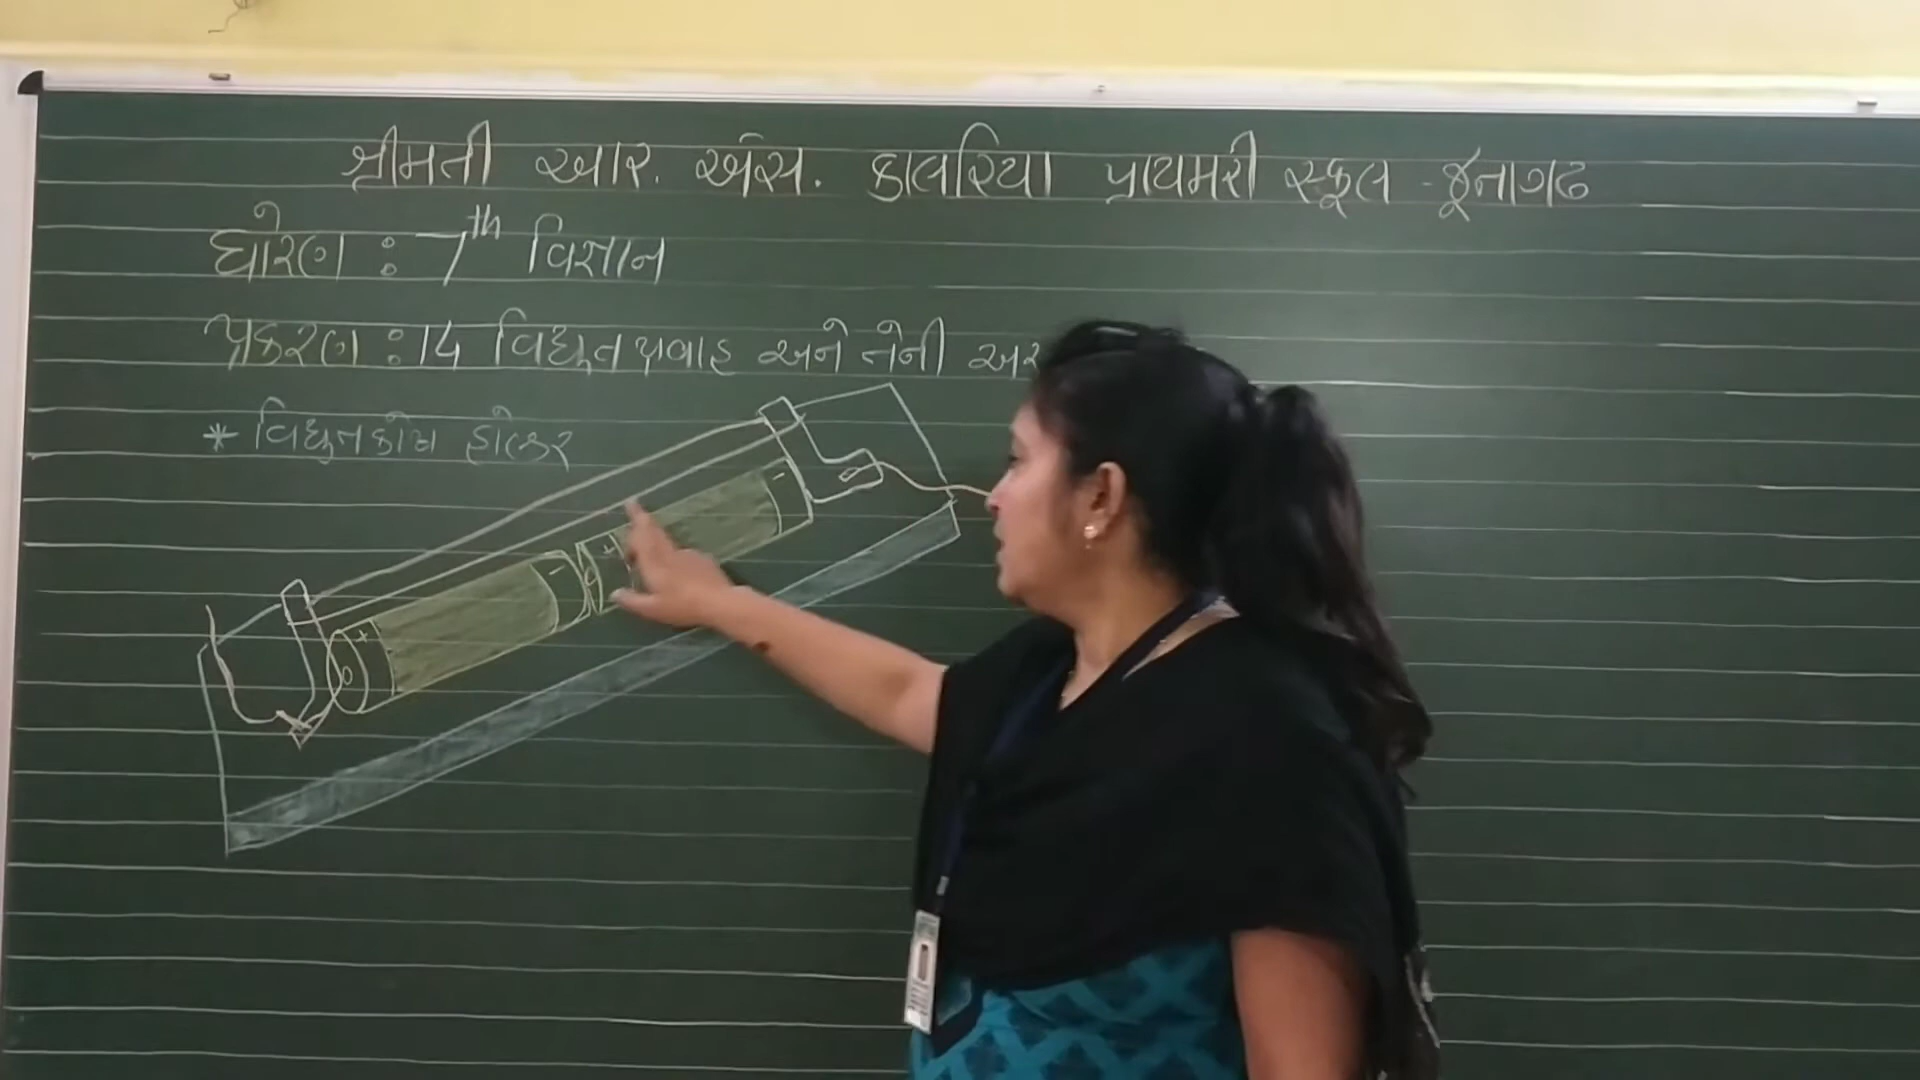 શ્રીમતી આર. એસ. કાલરિયા પ્રાયમરી સ્કૂલ - જૂનાગઢ
ધોરણ : 7th વિજ્ઞાન
પ્રકરણ : 14 વિદ્યુતપ્રવાહ અને તેની અસ
* વિદ્યુતકોષ હોલ્ડર
-
+
-
+